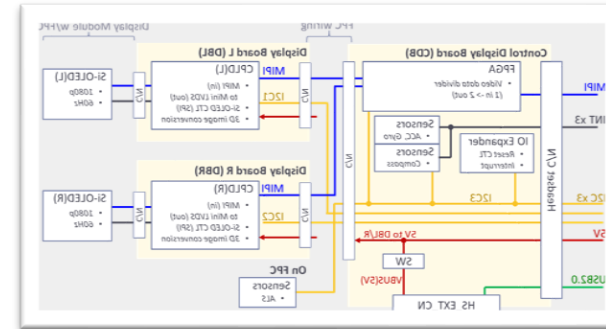 Display Module w/FPC
FPC wiring
Display Board L (DBL)
Control Display Board (CDB)
Si-OLED(L)
• 1080p
• 60Hz
C/N
CPLD(L)
• MIPI (in)
to Mini LVDS (out)
• Si-OLED CTL (SPI)
• 3D image conversion
MIPI
I2C1
C/N
C/N
FPGA
• Video data divider
(1 in -> 2 out)
MIPI
Sensors
• ACC, Gyro
Sensors
• Compass
IO Expander
• Reset CTL
• Interrupt
INT x3
Headset C/N
Display Board R (DBR)
Si-OLED(R)
• 1080p
• 60Hz
C/N
CPLD(R)
• MIPI (in)
to Mini LVDS (out)
• Si-OLED CTL (SPI)
• 3D image conversion
MIPI
I2C2
C/N
I2C3
I2C x3
5V to DBL/R
5V
SW
VBUS(5V)
USB2.0
On FPC
Sensors
• ALS
HS EXT CN